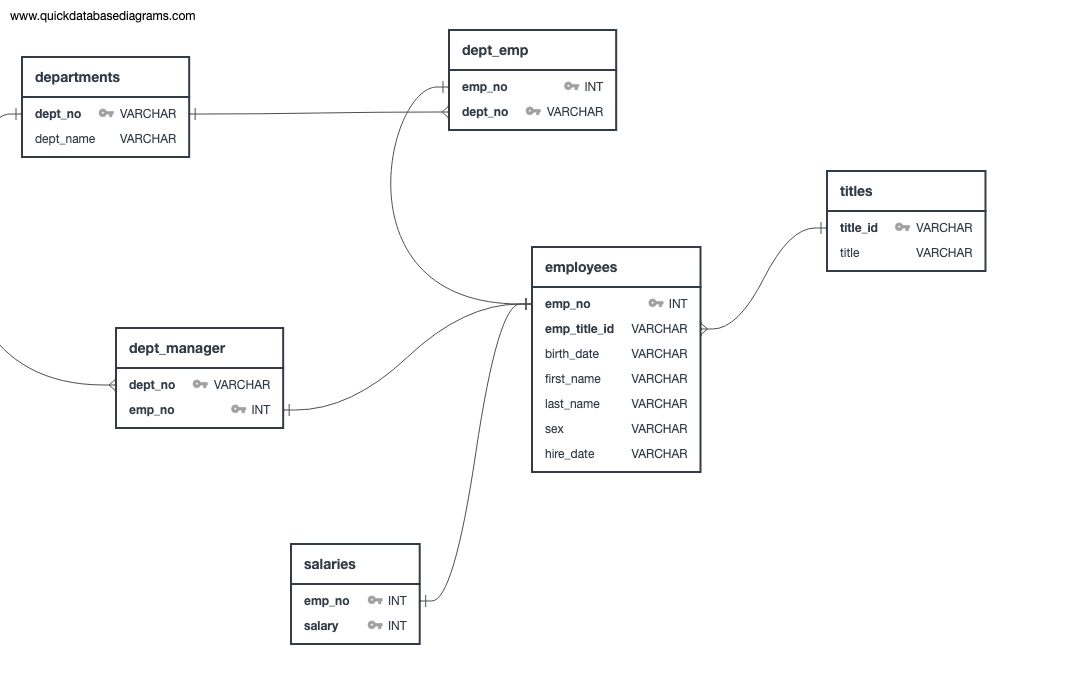 www.quickdatabasediagrams.com
departments
dept_no VARCHAR
dept_name VARCHAR
dept_emp
emp_no INT
dept_no VARCHAR
titles
title_id VARCHAR
title VARCHAR
employees
emp_no INT
emp_title_id VARCHAR
birth_date VARCHAR
first_name VARCHAR
last_name VARCHAR
sex VARCHAR
hire_date VARCHAR
dept_manager
dept_no VARCHAR
emp_no INT
salaries
emp_no INT
salary INT